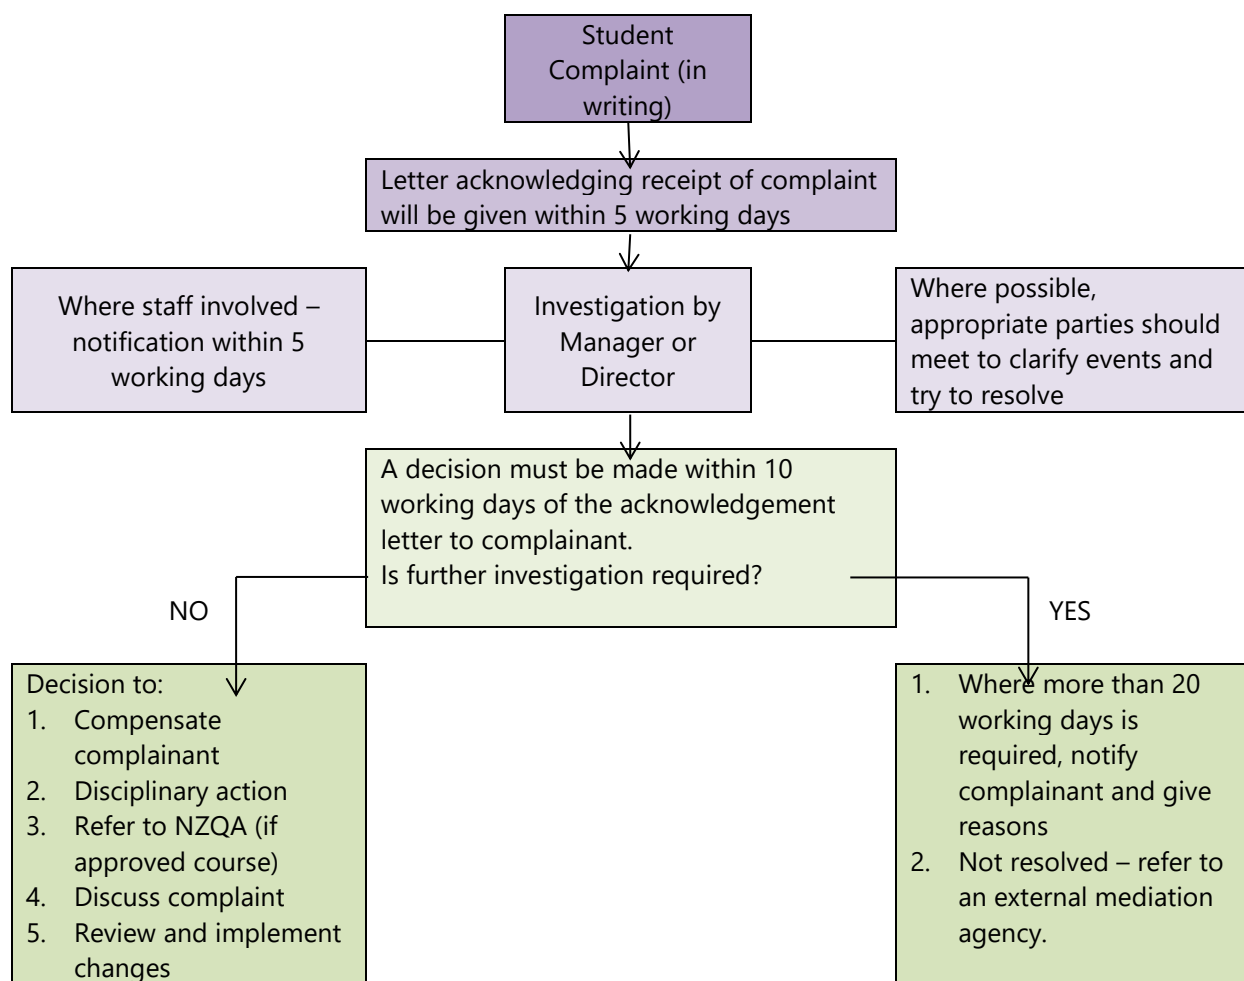 Student
Complaint (in
writing)
Letter acknowledging receipt of complaint
will be given within 5 working days
Where staff involved –
notification within 5
working days
Investigation by
Manager or
Director
Where possible,
appropriate parties should
meet to clarify events and
try to resolve
A decision must be made within 10
working days of the acknowledgement
letter to complainant.
Is further investigation required?
NO
YES
Decision to:
1. Compensate
complainant
2. Disciplinary action
3. Refer to NZQA (if
approved course)
4. Discuss complaint
5. Review and implement
changes
1. Where more than 20
working days is
required, notify
complainant and give
reasons
2. Not resolved – refer to
an external mediation
agency.